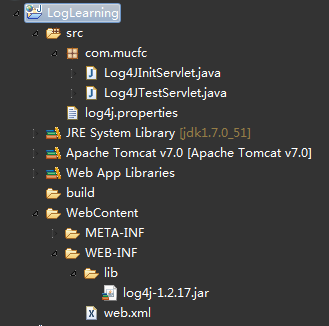 LogLearning
src
com.mucfc
Log4JInitServlet.java
Log4JTestServlet.java
log4j.properties
JRE System Library [jdk1.7.0_51]
Apache Tomcat v7.0 [Apache Tomcat v7.0]
Web App Libraries
build
WebContent
META-INF
WEB-INF
lib
log4j-1.2.17.jar
web.xml